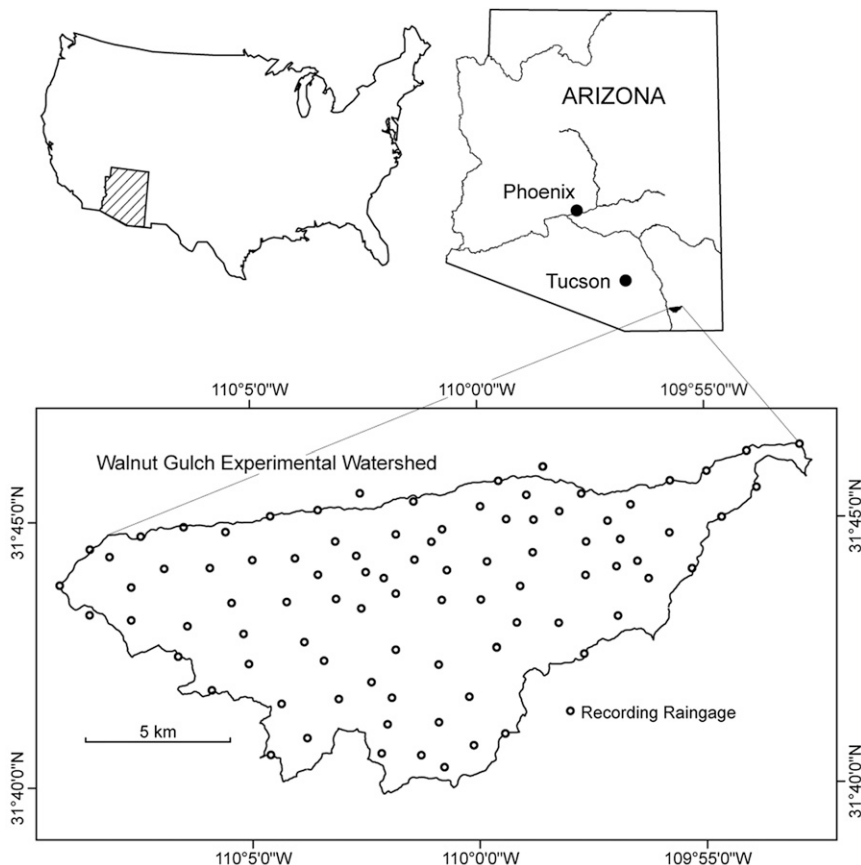 ARIZONA
Phoenix
Tucson
110°5'0"W
110°0'0"W
109°55'0"W
Walnut Gulch Experimental Watershed
31°45'0"N
31°45'0"N
Recording Raingage
5 km
31°40'0"N
31°40'0"N
110°5'0"W
110°0'0"W
109°55'0"W